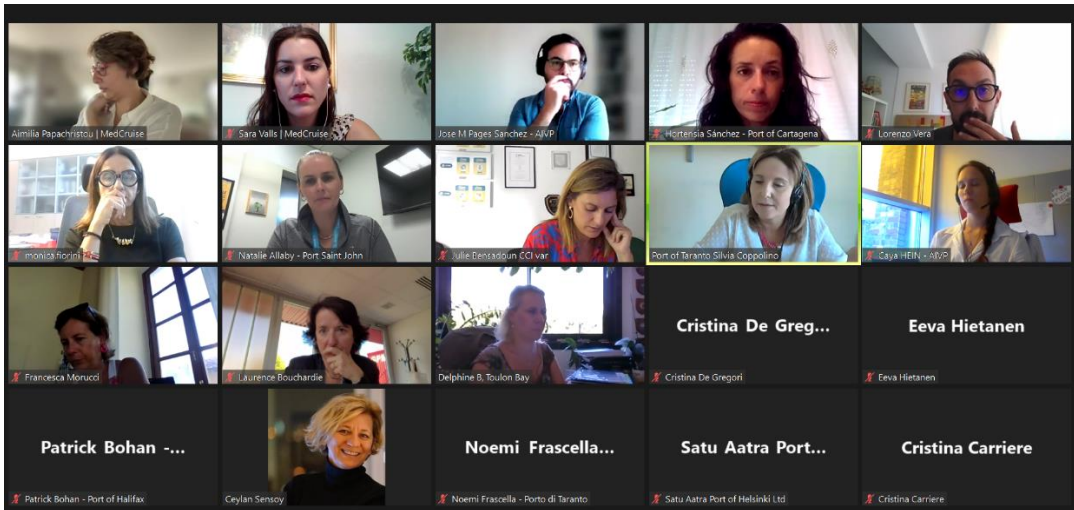 Aimilia Papachristou | MedCruise
Sara Valls | MedCruise
Jose M Pages Sanchez - AIVP
Hortensia Sánchez - Port of Cartagena
Lorenzo Vera
monica.fiorini
Natalie Allaby - Port Saint John
Julie Bensadoun CCI var
Port of Taranto Silvia Coppolino
Gaya HEIN - AIVP
Francesca Morucci
Laurence Bouchardie
Delphine B. Toulon Bay
Cristina De Greg...
Cristina De Gregori
Eeva Hietanen
Eeva Hietanen
Patrick Bohan -...
Patrick Bohan - Port of Halifax
Ceylan Sensoy
Noemi Frascella...
Noemi Frascella - Porto di Taranto
Satu Aatra Port...
Satu Aatra Port of Helsinki Ltd
Cristina Carriere
Cristina Carriere